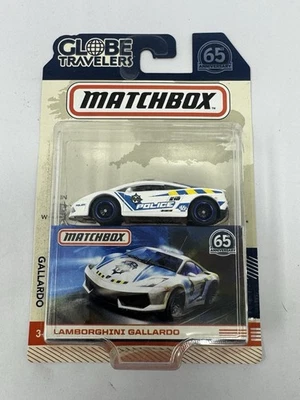 GLOBE
TRAVELERS
65
MATCHBOX
POLICE
GALLARDO
MATCHBOX
65
3
LAMBORGHINI GALLARDO